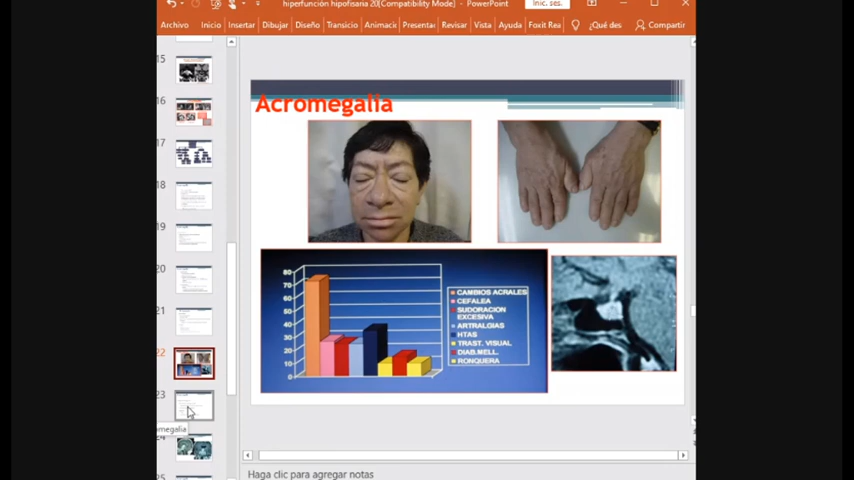 hiperfunción hipofisaria 20[Compatibility Mode] - PowerPoint
Inic. ses.
Archivo Inicio Insertar Dibujar Diseño Transicio Animacio Presentar Revisar Vista Ayuda Foxit Rea ¿Qué des Compartir
15
16
17
18
19
20
21
22
23
omegalia
24
25
Acromegalia
80
70
60
50
40
30
20
10
0
CAMBIOS ACRALES
CEFALEA
SUDORACION
EXCESIVA
ARTRALGIAS
HTAS
TRAST. VISUAL
DIAB.MELL.
RONQUERA
Haga clic para agregar notas